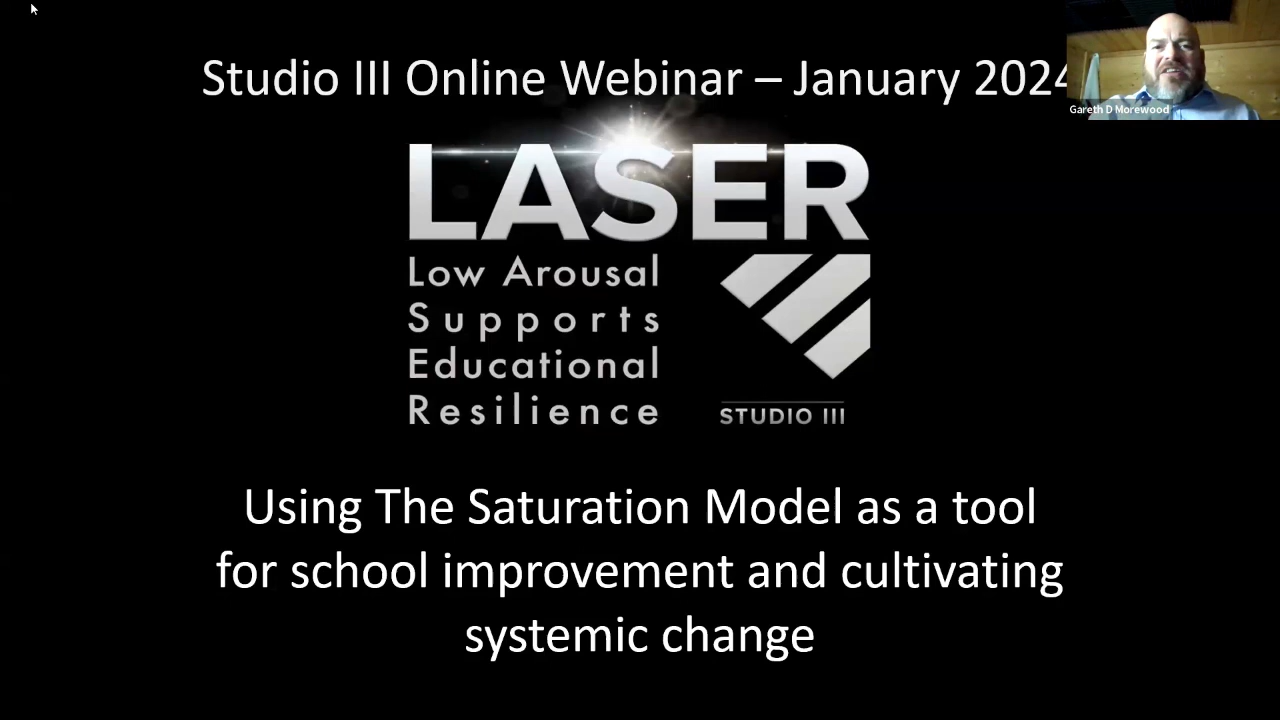 Studio III Online Webinar – January 2024
Gareth D Morewood
LASER
Low Arousal
Supports
Educational
Resilience
STUDIO III
Using The Saturation Model as a tool
for school improvement and cultivating
systemic change